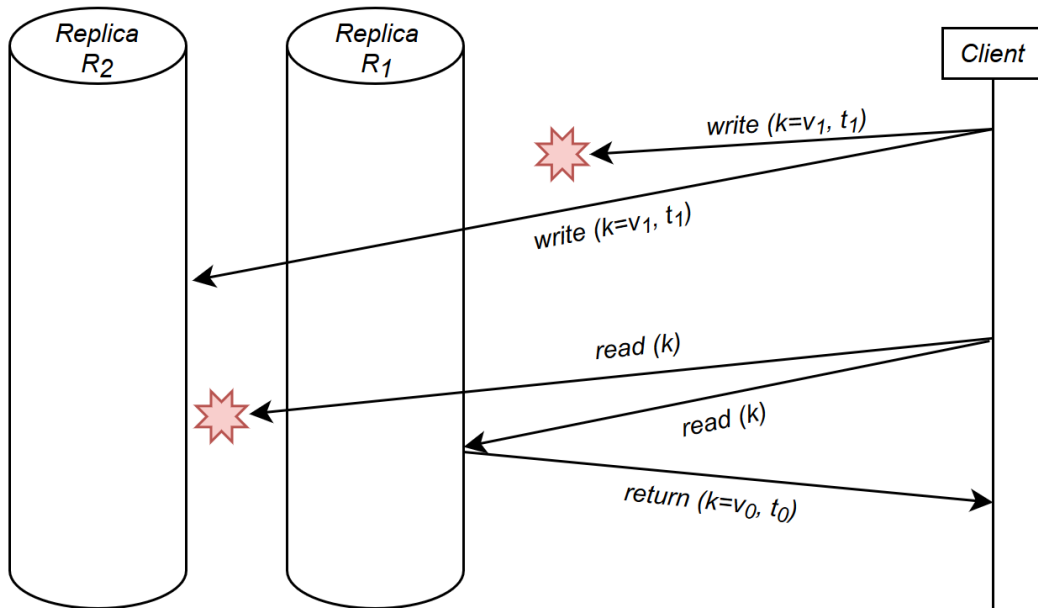 Replica
R₂
Replica
R₁
Client
write (k=v₁, t₁)
write (k=v₁, t₁)
read (k)
read (k)
return (k=v₀, t₀)